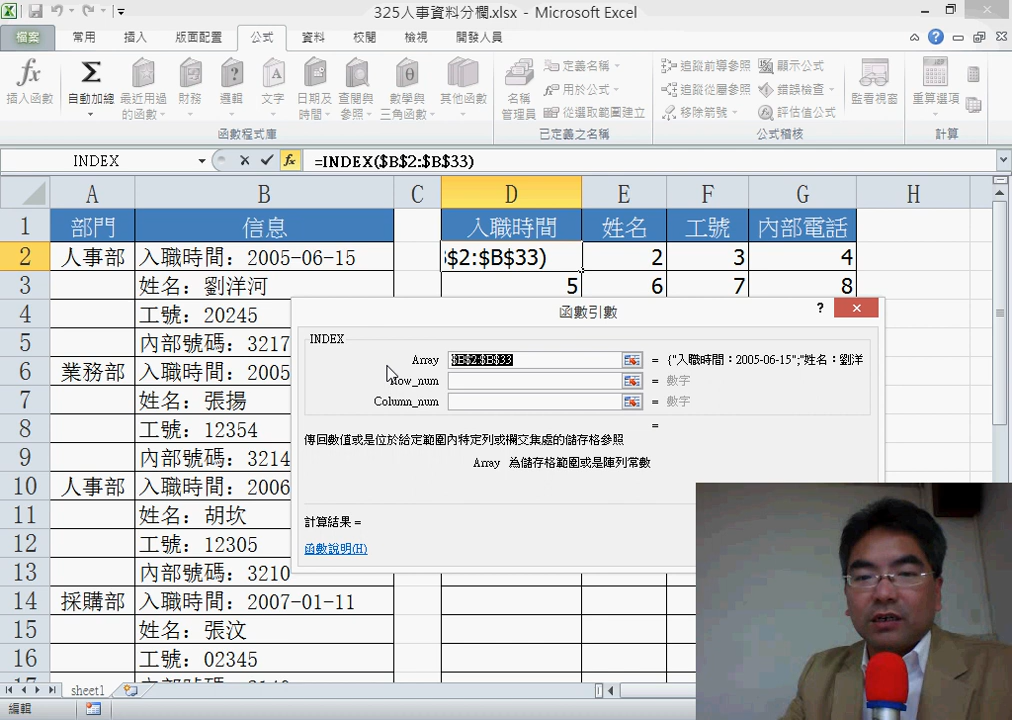 325人事資料分欄.xlsx - Microsoft Excel
檔案 常用 插入 版面配置 公式 資料 校閱 檢視 開發人員
插入函數 自動加總 最近用過的函數 財務 邏輯 文字 日期及時間 查閱與參照 數學與三角函數 其他函數 名稱管理員 定義名稱 用於公式 從選取範圍建立 追蹤前導參照 追蹤從屬參照 移除箭號 顯示公式 錯誤檢查 評估值公式 監看視窗 重算選項
函數程式庫 已定義之名稱 公式稽核 計算
INDEX fx =INDEX($B$2:$B$33)
A B C D E F G H
1 部門 信息 入職時間 姓名 工號 內部電話
2 人事部 入職時間：2005-06-15 $2:$B$33) 2 3 4
3 姓名：劉洋河 5 6 7 8
4 工號：20245
5 內部號碼：3217
6 業務部 入職時間：2005
7 姓名：張揚
8 工號：12354
9 內部號碼：3214
10 人事部 入職時間：2006
11 姓名：胡坎
12 工號：12305
13 內部號碼：3210
14 採購部 入職時間：2007-01-11
15 姓名：張汶
16 工號：02345
函數引數
INDEX
Array $B$2:$B$33 = {"入職時間：2005-06-15";"姓名：劉洋
Row_num = 數字
Column_num = 數字
=
傳回數值或是位於給定範圍內特定列或欄交集處的儲存格參照
Array 為儲存格範圍或是陣列常數
計算結果 =
函數說明(H)
sheet1
編輯